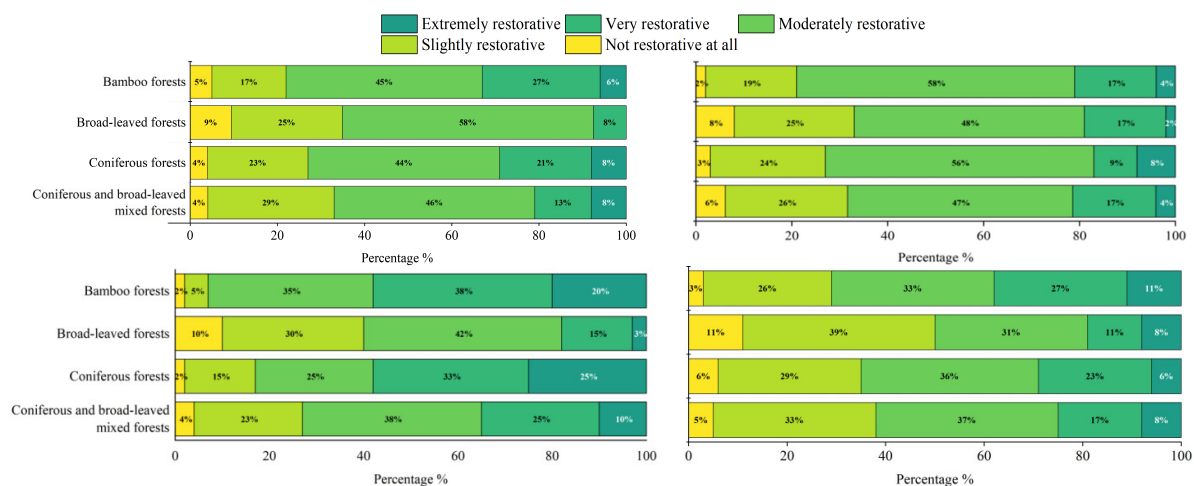 Extremely restorative Very restorative Moderately restorative
Slightly restorative Not restorative at all
Bamboo forests 5% 17% 45% 27% 6%
Broad-leaved forests 9% 25% 58% 8%
Coniferous forests 4% 23% 44% 21% 8%
Coniferous and broad-leaved
mixed forests 4% 29% 46% 13% 8%
0 20 40 60 80 100
Percentage %
2% 19% 58% 17% 4%
8% 25% 48% 17% 2%
3% 24% 56% 9% 8%
6% 26% 47% 17% 4%
0 20 40 60 80 100
Percentage %
Bamboo forests 2% 5% 35% 38% 20%
Broad-leaved forests 10% 30% 42% 15% 3%
Coniferous forests 2% 15% 25% 33% 25%
Coniferous and broad-leaved
mixed forests 4% 23% 38% 25% 10%
0 20 40 60 80 100
Percentage %
3% 26% 33% 27% 11%
11% 39% 31% 11% 8%
6% 29% 36% 23% 6%
5% 33% 37% 17% 8%
0 20 40 60 80 100
Percentage %